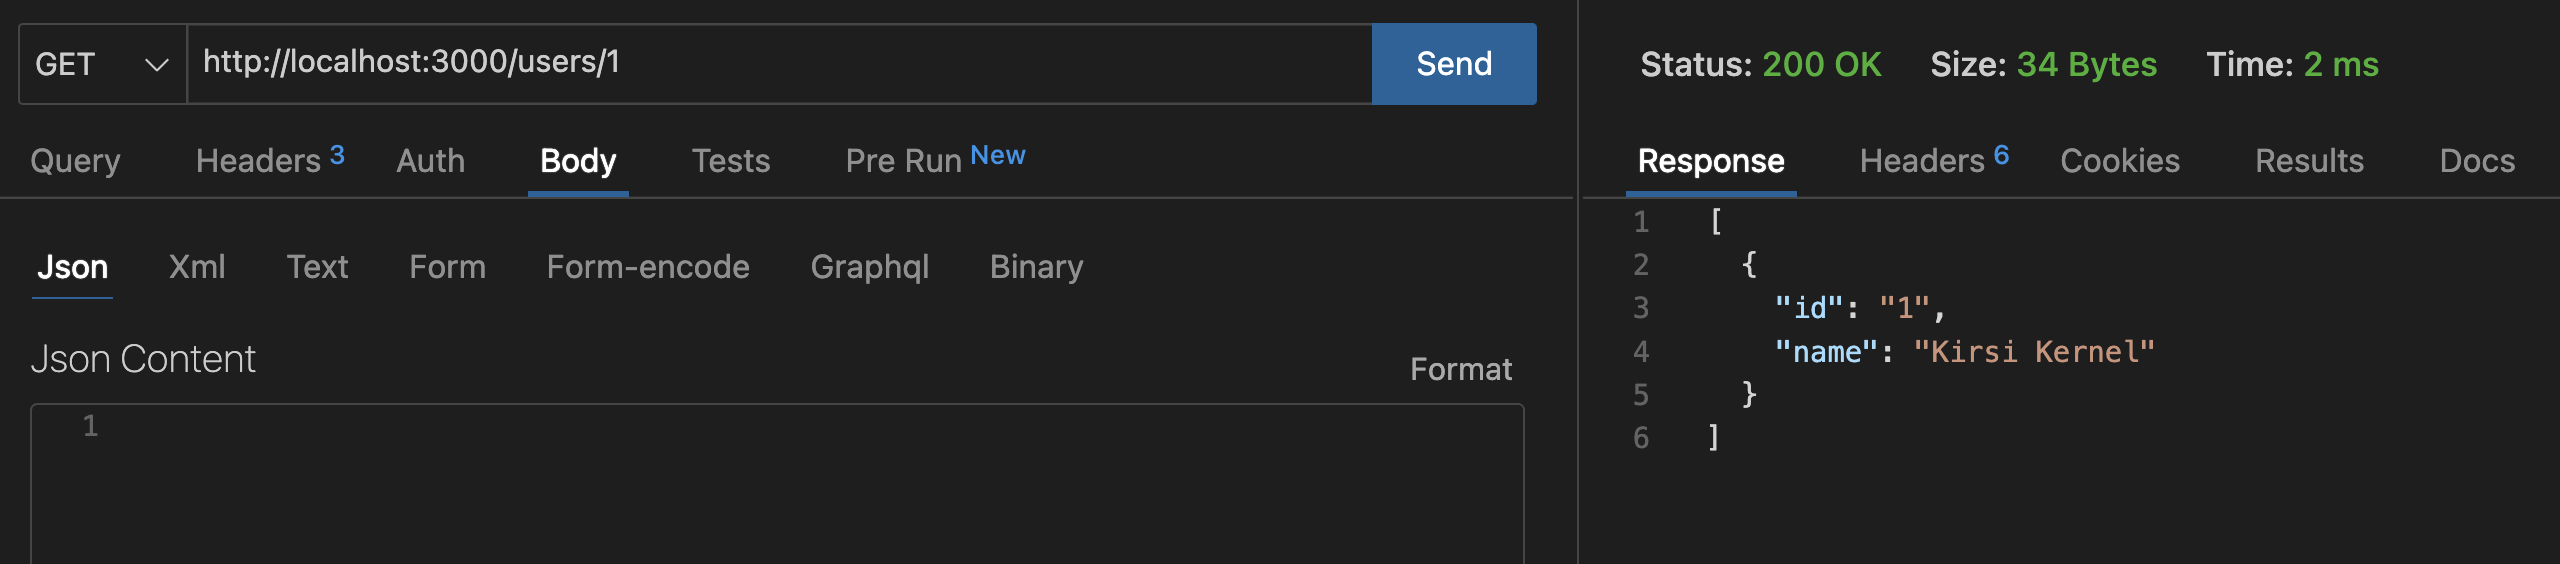 GET http://localhost:3000/users/1 Send
Query Headers 3 Auth Body Tests Pre Run New
Json Xml Text Form Form-encode Graphql Binary
Json Content Format
1
Status: 200 OK Size: 34 Bytes Time: 2 ms
Response Headers 6 Cookies Results Docs
1 [
2 {
3 "id": "1",
4 "name": "Kirsi Kernel"
5 }
6 ]